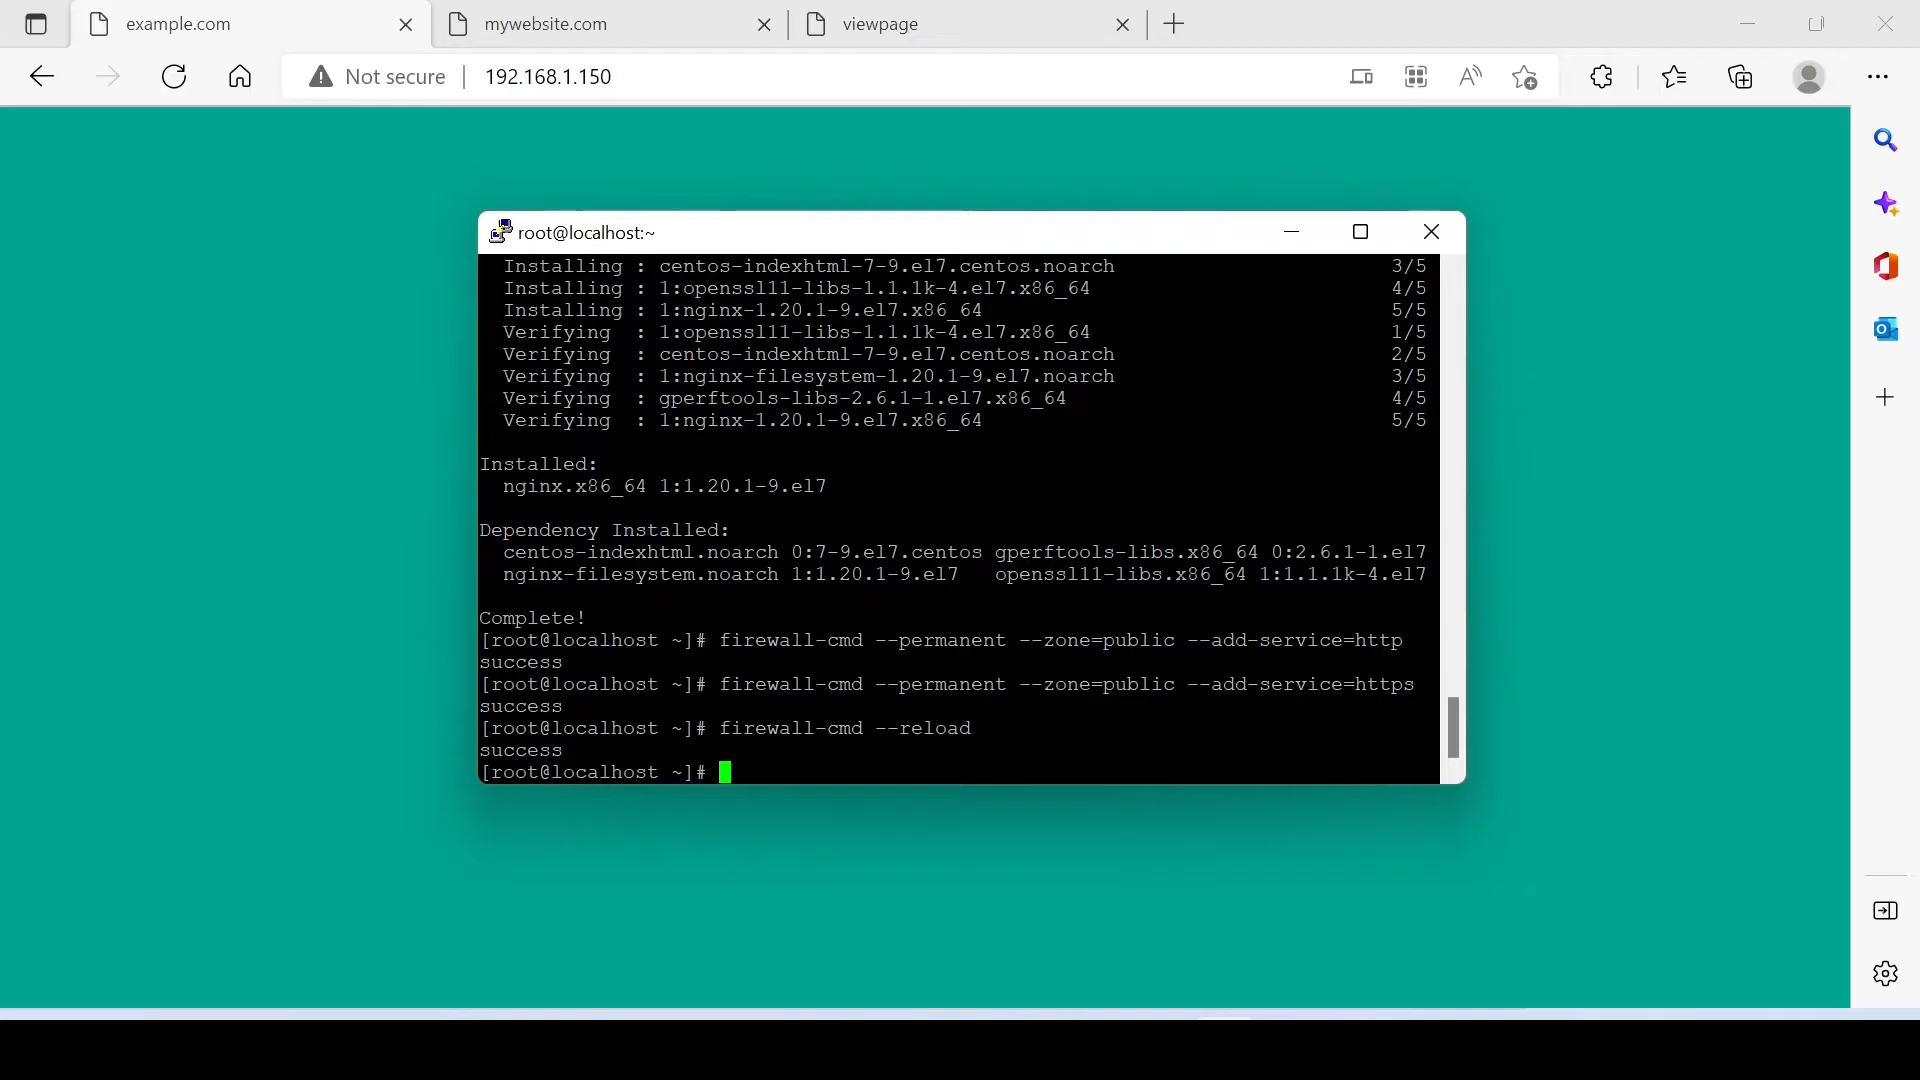 example.com
mywebsite.com
viewpage
Not secure
192.168.1.150
root@localhost:~
Installing : centos-indexhtml-7-9.el7.centos.noarch 3/5
Installing : 1:openssl11-libs-1.1.1k-4.el7.x86_64 4/5
Installing : 1:nginx-1.20.1-9.el7.x86_64 5/5
Verifying : 1:openssl11-libs-1.1.1k-4.el7.x86_64 1/5
Verifying : centos-indexhtml-7-9.el7.centos.noarch 2/5
Verifying : 1:nginx-filesystem-1.20.1-9.el7.noarch 3/5
Verifying : gperftools-libs-2.6.1-1.el7.x86_64 4/5
Verifying : 1:nginx-1.20.1-9.el7.x86_64 5/5
Installed:
nginx.x86_64 1:1.20.1-9.el7
Dependency Installed:
centos-indexhtml.noarch 0:7-9.el7.centos gperftools-libs.x86_64 0:2.6.1-1.el7
nginx-filesystem.noarch 1:1.20.1-9.el7 openssl11-libs.x86_64 1:1.1.1k-4.el7
Complete!
[root@localhost ~]# firewall-cmd --permanent --zone=public --add-service=http
success
[root@localhost ~]# firewall-cmd --permanent --zone=public --add-service=https
success
[root@localhost ~]# firewall-cmd --reload
success
[root@localhost ~]#